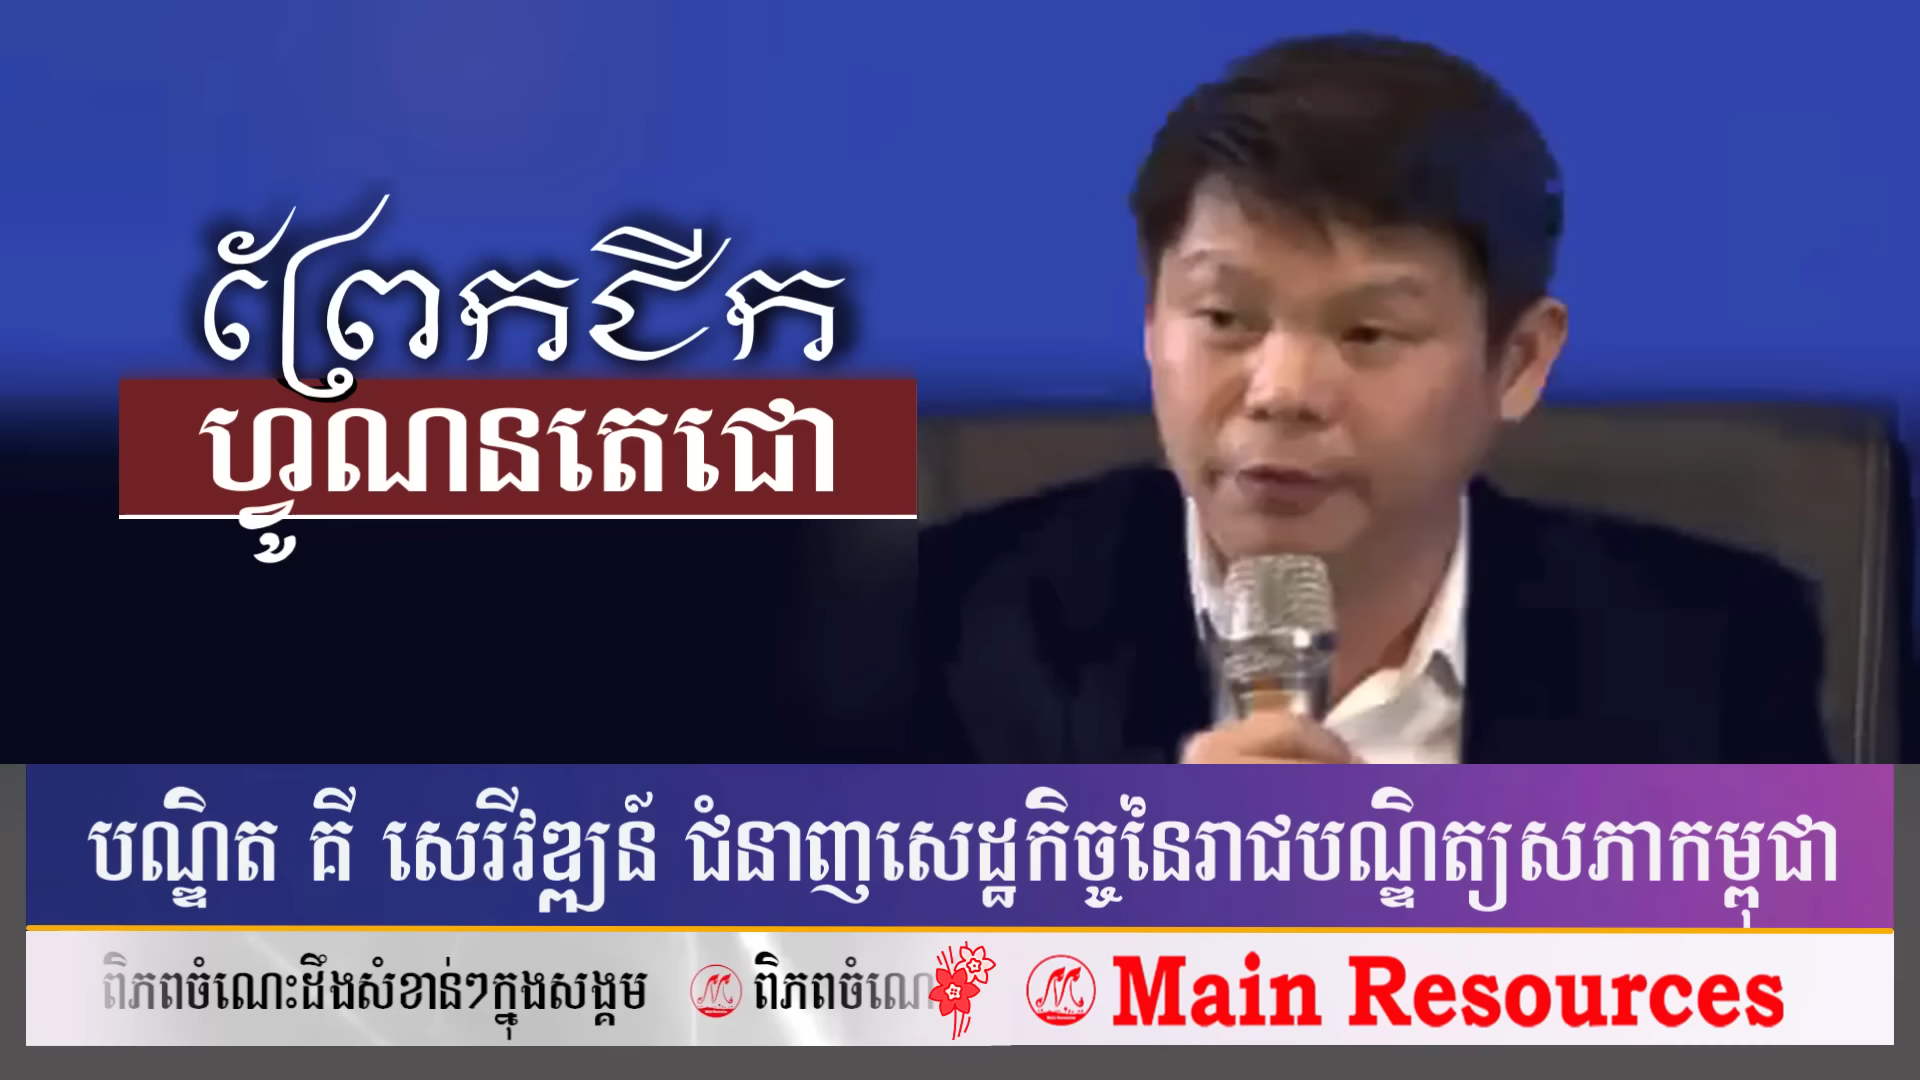 ព្រែកជីក
ហ្វូណនតេជោ
បណ្ឌិត គី សេរីវឌ្ឍន៍ ជំនាញសេដ្ឋកិច្ចនៃរាជបណ្ឌិត្យសភាកម្ពុជា
ពិភពចំណេះដឹងសំខាន់ៗក្នុងសង្គម ពិភពចំណេ Main Resources